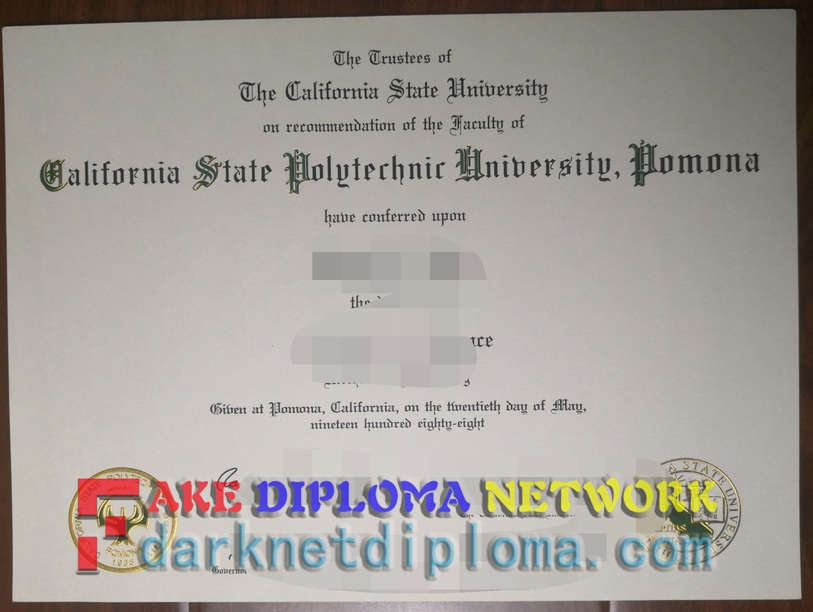 The Trustees of
The California State University
on recommendation of the Faculty of
California State Polytechnic University, Pomona
have conferred upon
the
Given at Pomona, California, on the twentieth day of May,
nineteen hundred eighty-eight
FAKE DIPLOMA NETWORK
darknetdiploma.com
POMONA